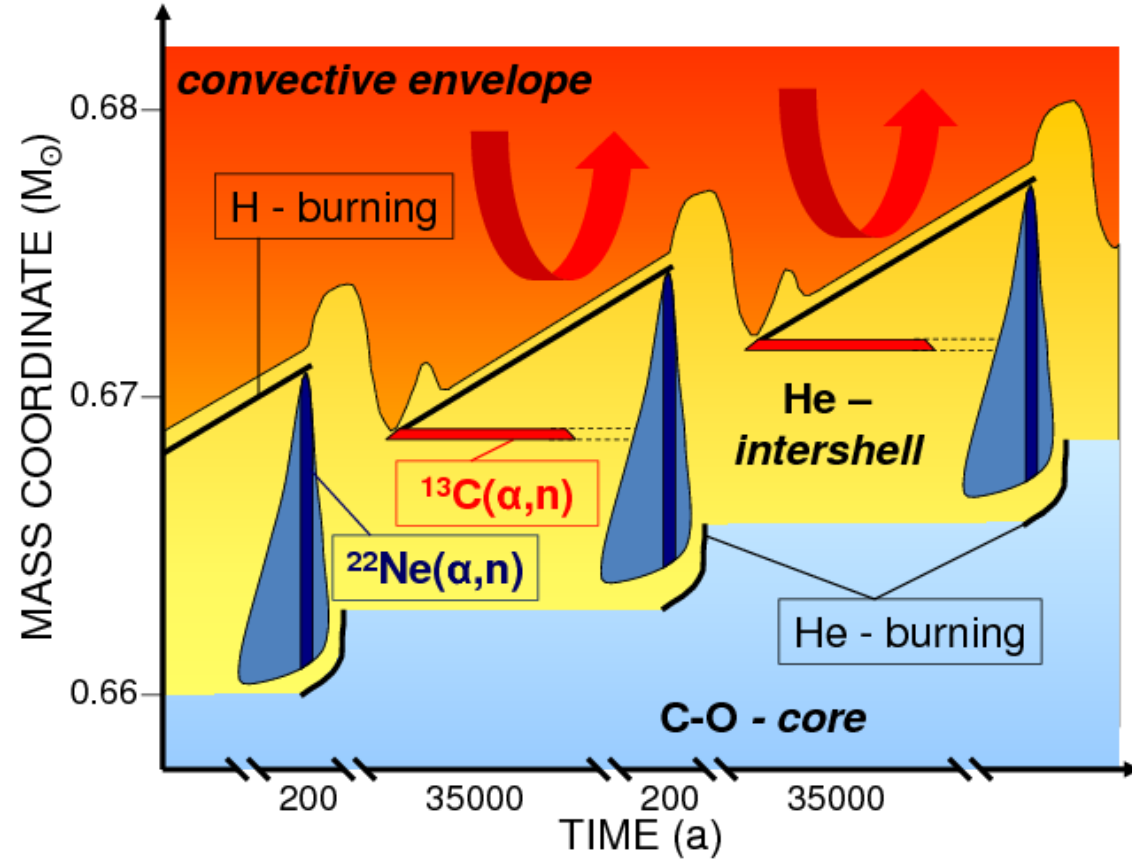 convective envelope
0.68
H - burning
0.67
He –
intershell
¹³C(α,n)
²²Ne(α,n)
He - burning
0.66
C-O - core
MASS COORDINATE (M☉)
200
35000
200
35000
TIME (a)